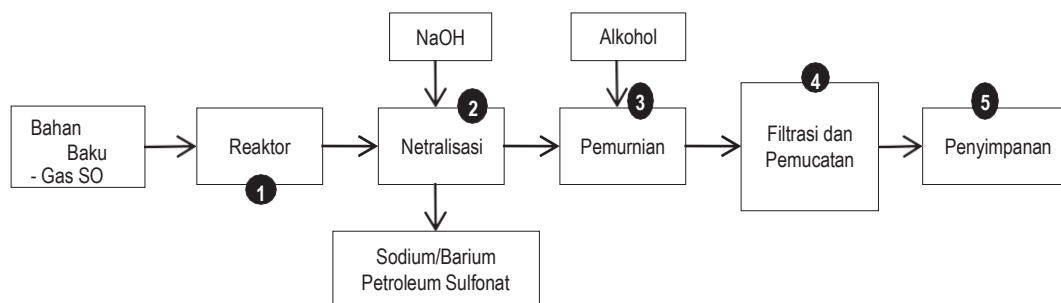 NaOH
Alkohol
Bahan
Baku
- Gas SO
Reaktor
1
Netralisasi
2
Pemurnian
3
Filtrasi dan
Pemucatan
4
Penyimpanan
5
Sodium/Barium
Petroleum Sulfonat